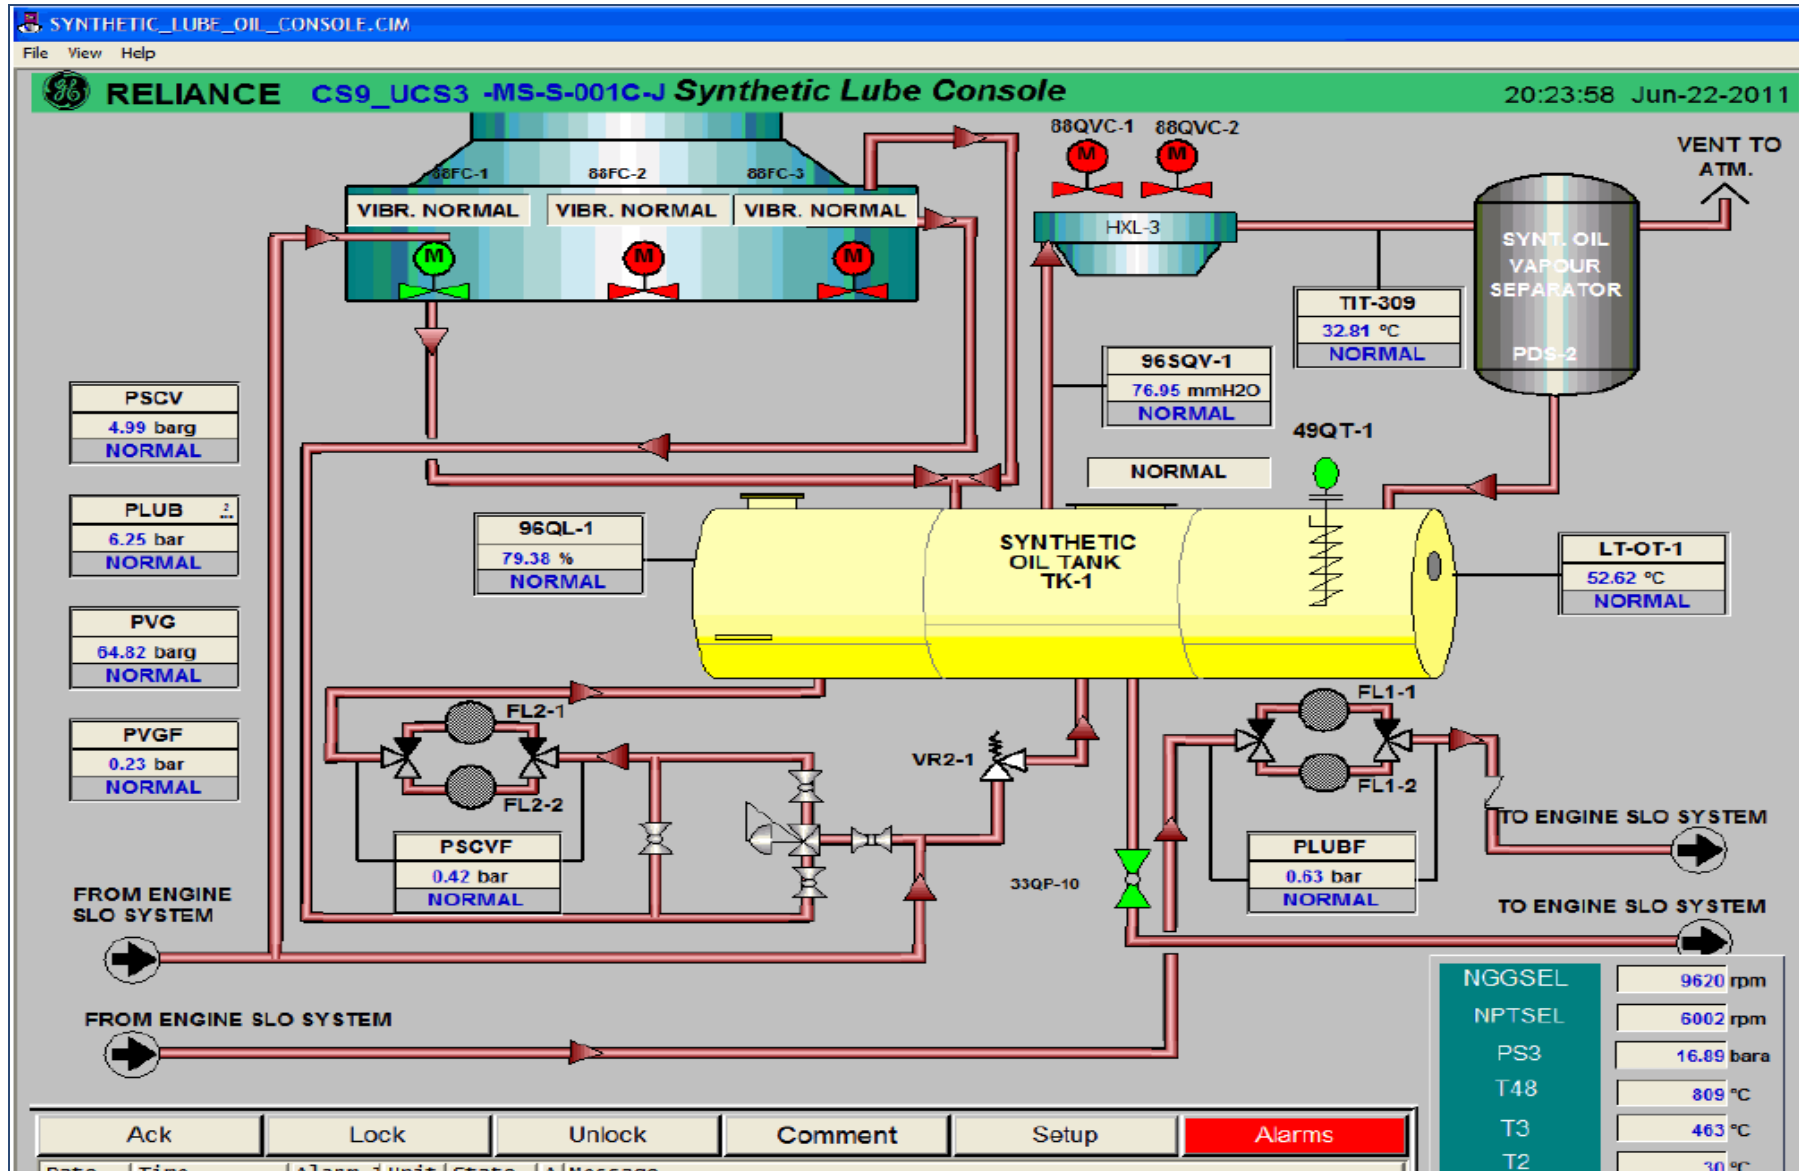 SYNTHETIC_LUBE_OIL_CONSOLE.CIM
File View Help
RELIANCE CS9_UCS3 -MS-S-001C-J Synthetic Lube Console 20:23:58 Jun-22-2011
88QVC-1 88QVC-2
VENT TO
ATM.
88FC-1 88FC-2 88FC-3
VIBR. NORMAL VIBR. NORMAL VIBR. NORMAL
M M M
M M
HXL-3
SYNT. OIL
VAPOUR
SEPARATOR
PDS-2
TIT-309
32.81 °C
NORMAL
96SQV-1
76.95 mmH2O
NORMAL
49QT-1
NORMAL
PSCV
4.99 barg
NORMAL
PLUB
6.25 bar
NORMAL
PVG
64.82 barg
NORMAL
PVGF
0.23 bar
NORMAL
96QL-1
79.38 %
NORMAL
SYNTHETIC
OIL TANK
TK-1
LT-OT-1
52.62 °C
NORMAL
FL2-1
FL2-2
PSCVF
0.42 bar
NORMAL
VR2-1
33QP-10
FL1-1
FL1-2
PLUBF
0.63 bar
NORMAL
TO ENGINE SLO SYSTEM
TO ENGINE SLO SYSTEM
FROM ENGINE
SLO SYSTEM
FROM ENGINE SLO SYSTEM
NGGSEL 9620 rpm
NPTSEL 6002 rpm
PS3 16.89 bara
T48 809 °C
T3 463 °C
T2 30 °C
Ack Lock Unlock Comment Setup Alarms
Date Time Alarm Unit State A Message